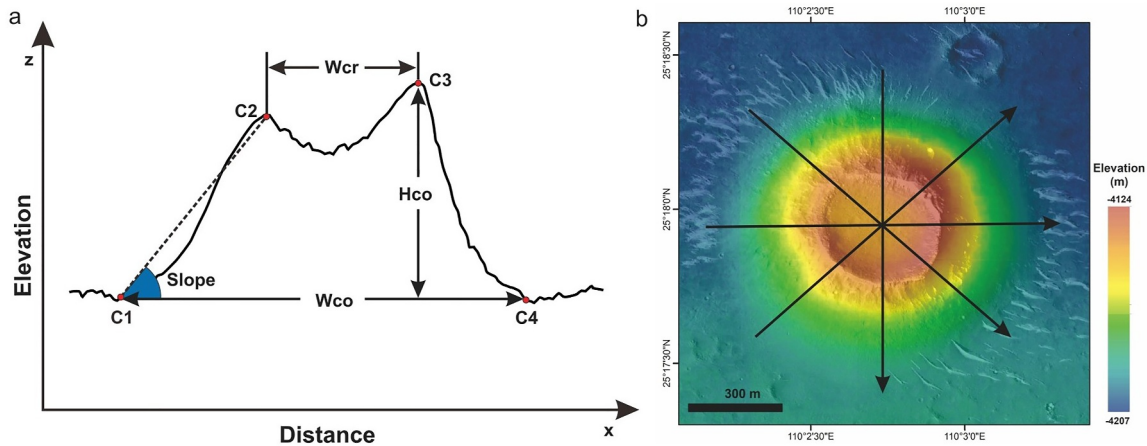 a
z
Elevation
C1
C2
C3
C4
Wcr
Hco
Slope
Wco
Distance
x
b
110°2'30"E
110°3'0"E
25°18'30"N
25°18'0"N
25°17'30"N
300 m
110°2'30"E
110°3'0"E
Elevation
(m)
-4124
-4207